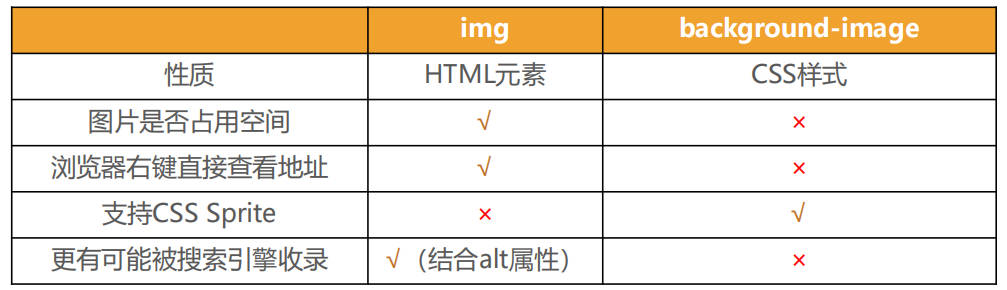 img background-image
性质 HTML元素 CSS样式
图片是否占用空间 √ ×
浏览器右键直接查看地址 √ ×
支持CSS Sprite × √
更有可能被搜索引擎收录 √（结合alt属性） ×